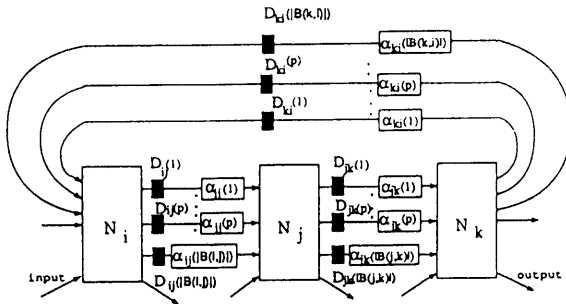 D_ki(|B(k,i)|)
α_ki(|B(k,i)|)
D_ki(p)
α_ki(p)
D_ki(1)
α_ki(1)
D_ij(1) D_jk(1)
α_ij(1) α_jk(1)
N_i D_ij(p) α_ij(p) N_j D_jk(p) α_jk(p) N_k
α_ij(|B(i,j)|) α_jk(|B(j,k)|)
input D_ij(|B(i,j)|) D_jk(|B(j,k)|) output